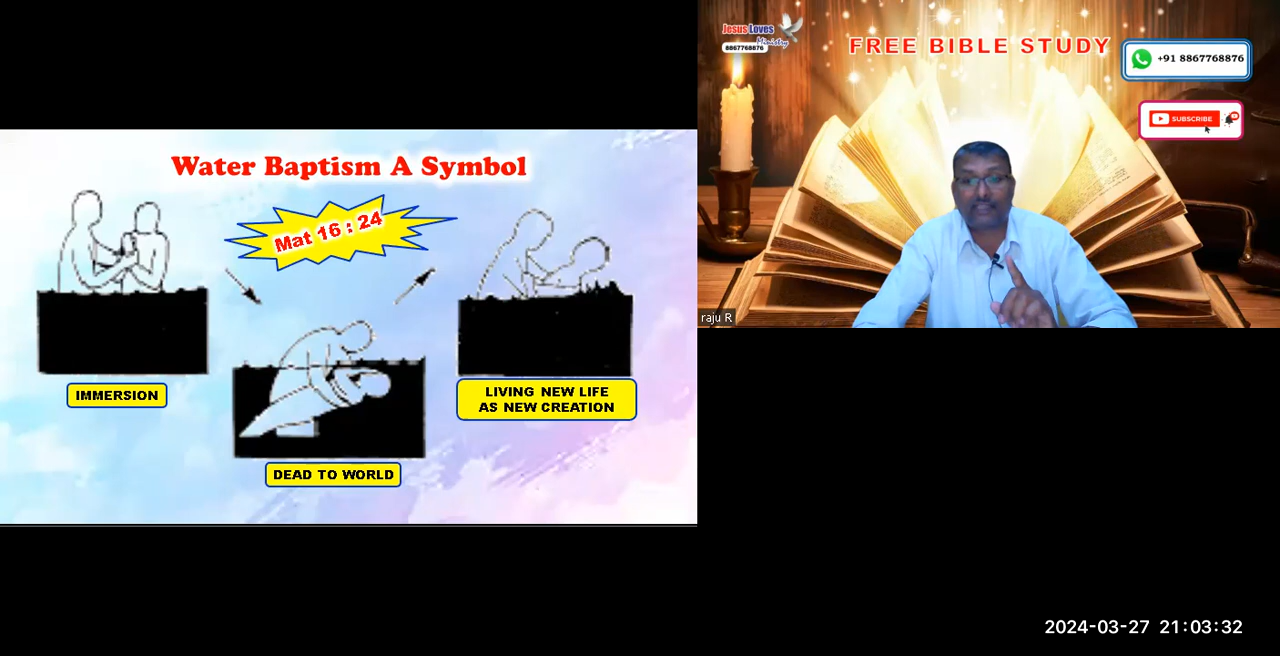 Water Baptism A Symbol
Mat 16 : 24
IMMERSION
DEAD TO WORLD
LIVING NEW LIFE
AS NEW CREATION
Jesus Loves
Ministry
8867768876
FREE BIBLE STUDY
+91 8867768876
SUBSCRIBE
raju R
2024-03-27 21:03:32